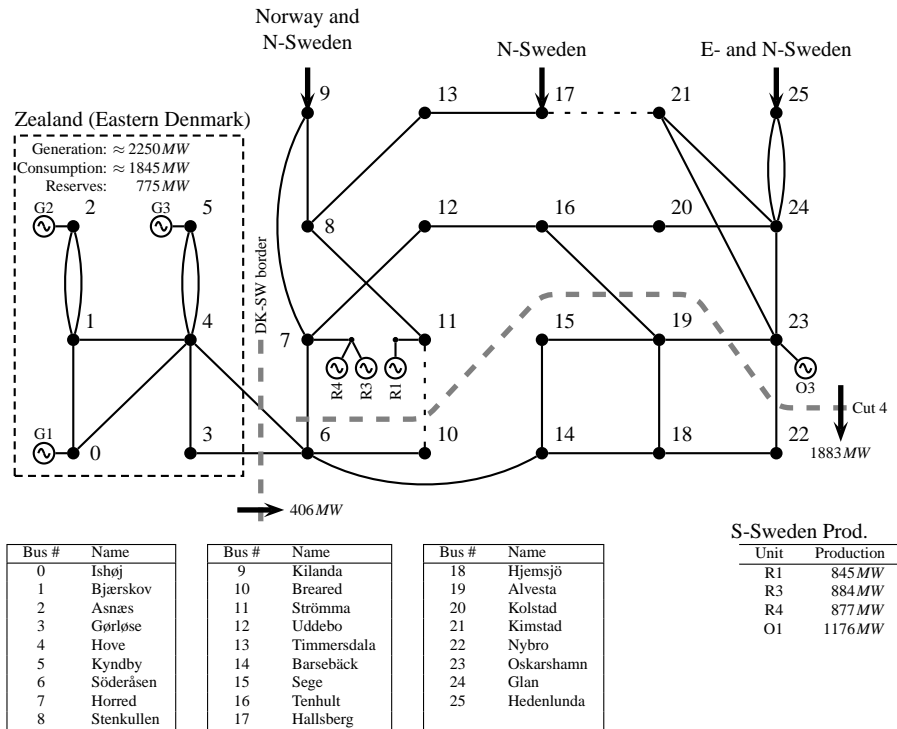 Norway and
N-Sweden
N-Sweden
E- and N-Sweden
9
13
17
21
25
Zealand (Eastern Denmark)
Generation: ≈ 2250MW
Consumption: ≈ 1845MW
Reserves: 775MW
G2
2
G3
5
8
12
16
20
24
DK-SW border
1
4
7
11
15
19
23
R4
R3
R1
O3
Cut 4
G1
0
3
6
10
14
18
22
1883MW
406MW
S-Sweden Prod.
Bus # Name
0 Ishøj
1 Bjærskov
2 Asnæs
3 Gørløse
4 Hove
5 Kyndby
6 Söderåsen
7 Horred
8 Stenkullen
Bus # Name
9 Kilanda
10 Breared
11 Strömma
12 Uddebo
13 Timmersdala
14 Barsebäck
15 Sege
16 Tenhult
17 Hallsberg
Bus # Name
18 Hjemsjö
19 Alvesta
20 Kolstad
21 Kimstad
22 Nybro
23 Oskarshamn
24 Glan
25 Hedenlunda
Unit Production
R1 845MW
R3 884MW
R4 877MW
O1 1176MW